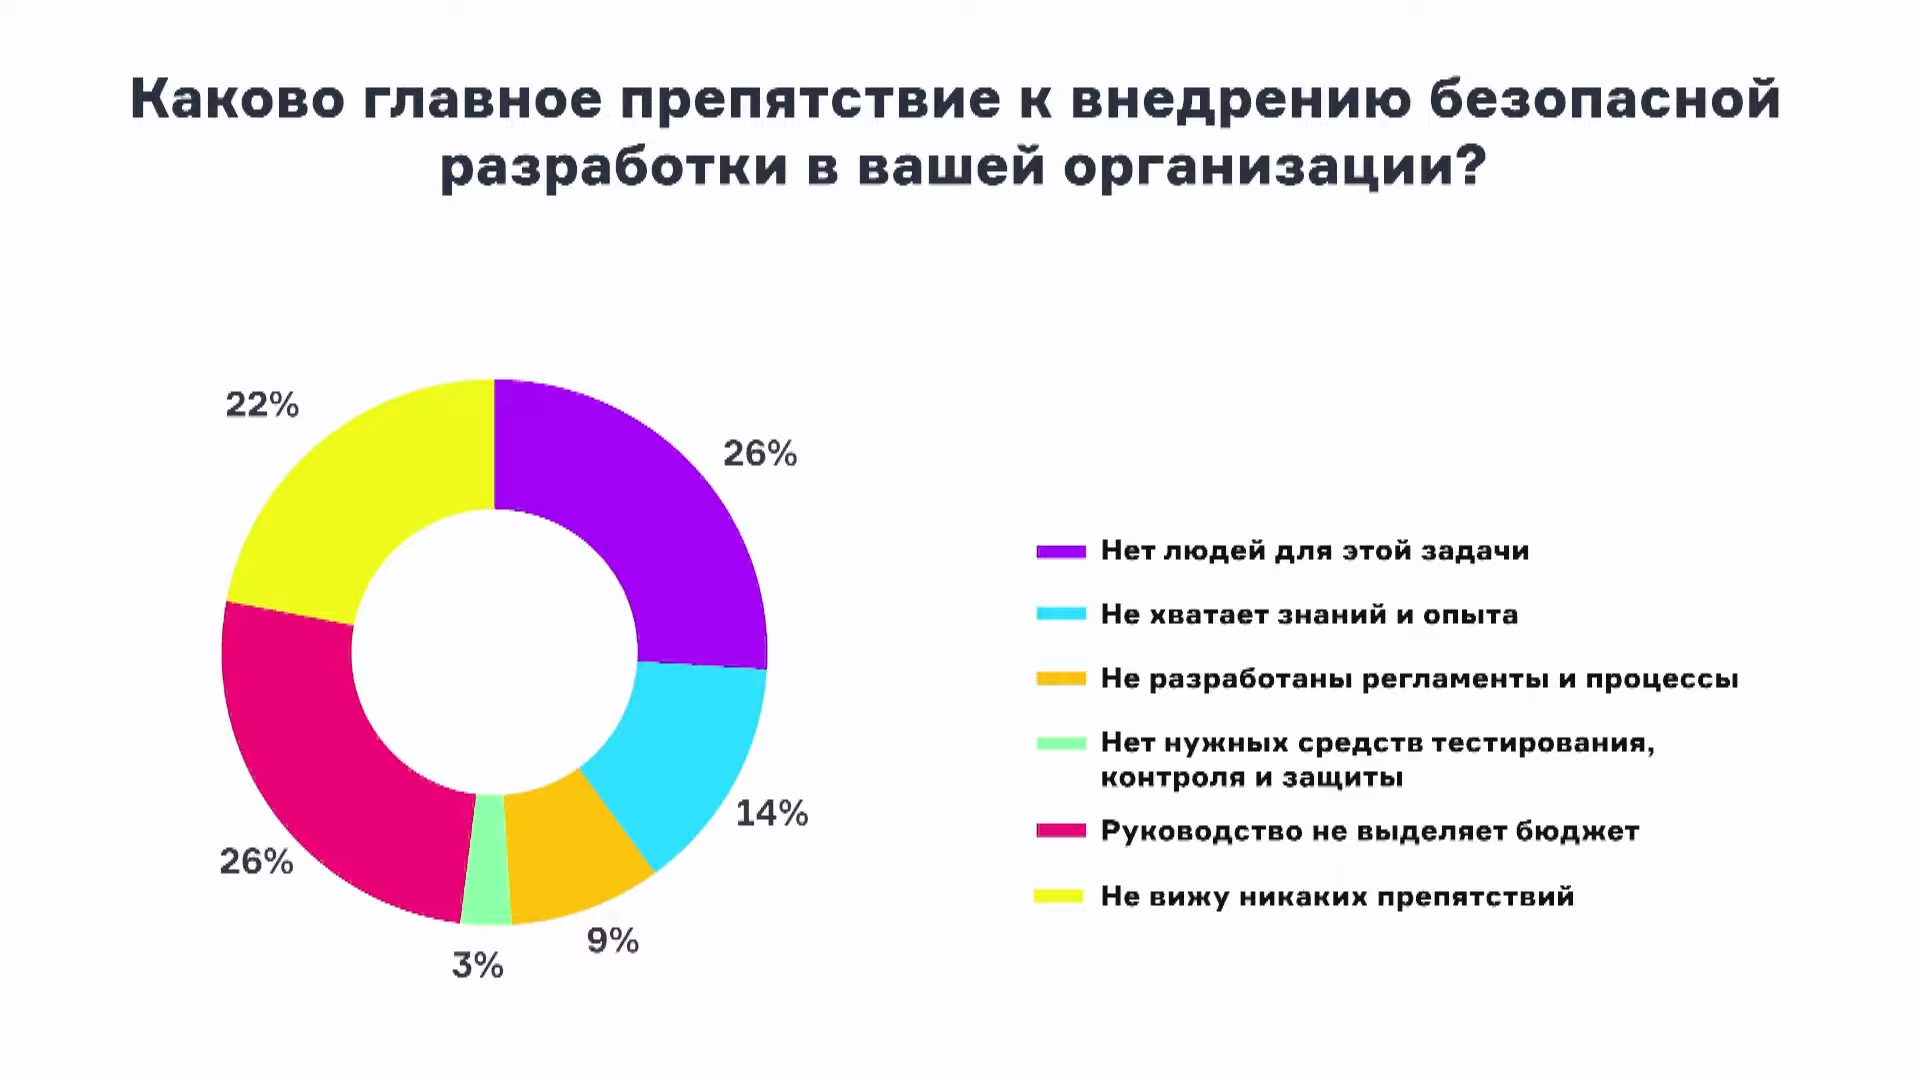 Каково главное препятствие к внедрению безопасной
разработки в вашей организации?
22%
26%
14%
9%
3%
26%
Нет людей для этой задачи
Не хватает знаний и опыта
Не разработаны регламенты и процессы
Нет нужных средств тестирования,
контроля и защиты
Руководство не выделяет бюджет
Не вижу никаких препятствий